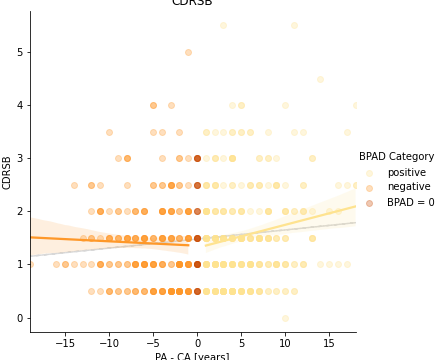 CDRSB
5
4
3
2
1
0
CDRSB
−15
−10
−5
0
5
10
15
PA - CA [years]
BPAD Category
positive
negative
BPAD = 0